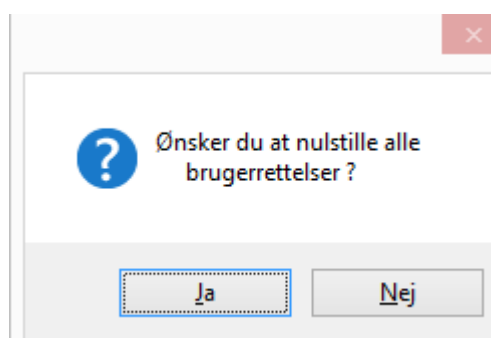 Ønsker du at nulstille alle
brugerrettelser ?
Ja
Nej